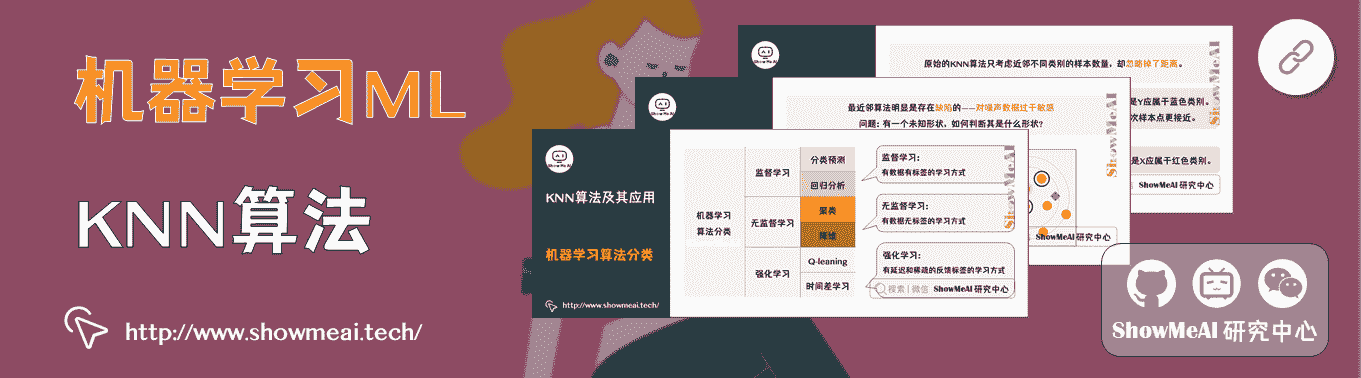 机器学习ML
KNN算法
http://www.showmeai.tech/
ShowMeAI
原始的KNN算法只考虑近邻不同类别的样本数量，却忽略掉了距离。
是Y应属于蓝色类别。
次样本点更接近。
是X应属于红色类别。
ShowMeAI 研究中心
ShowMeAI
ShowMeAI
最近邻算法明显是存在缺陷的——对噪声数据过于敏感
问题：有一个未知形状，如何判断其是什么形状？
ShowMeAI
ShowMeAI 研究中心
ShowMeAI
KNN算法及其应用
机器学习算法分类
http://www.showmeai.tech/
机器学习
算法分类
监督学习
分类预测
回归分析
无监督学习
聚类
降维
强化学习
Q-leaning
时间差学习
监督学习：
有数据有标签的学习方式
无监督学习：
有数据无标签的学习方式
强化学习：
有延迟和稀疏的反馈标签的学习方式
搜索 | 微信 ShowMeAI 研究中心
ShowMeAI
ShowMeAI 研究中心